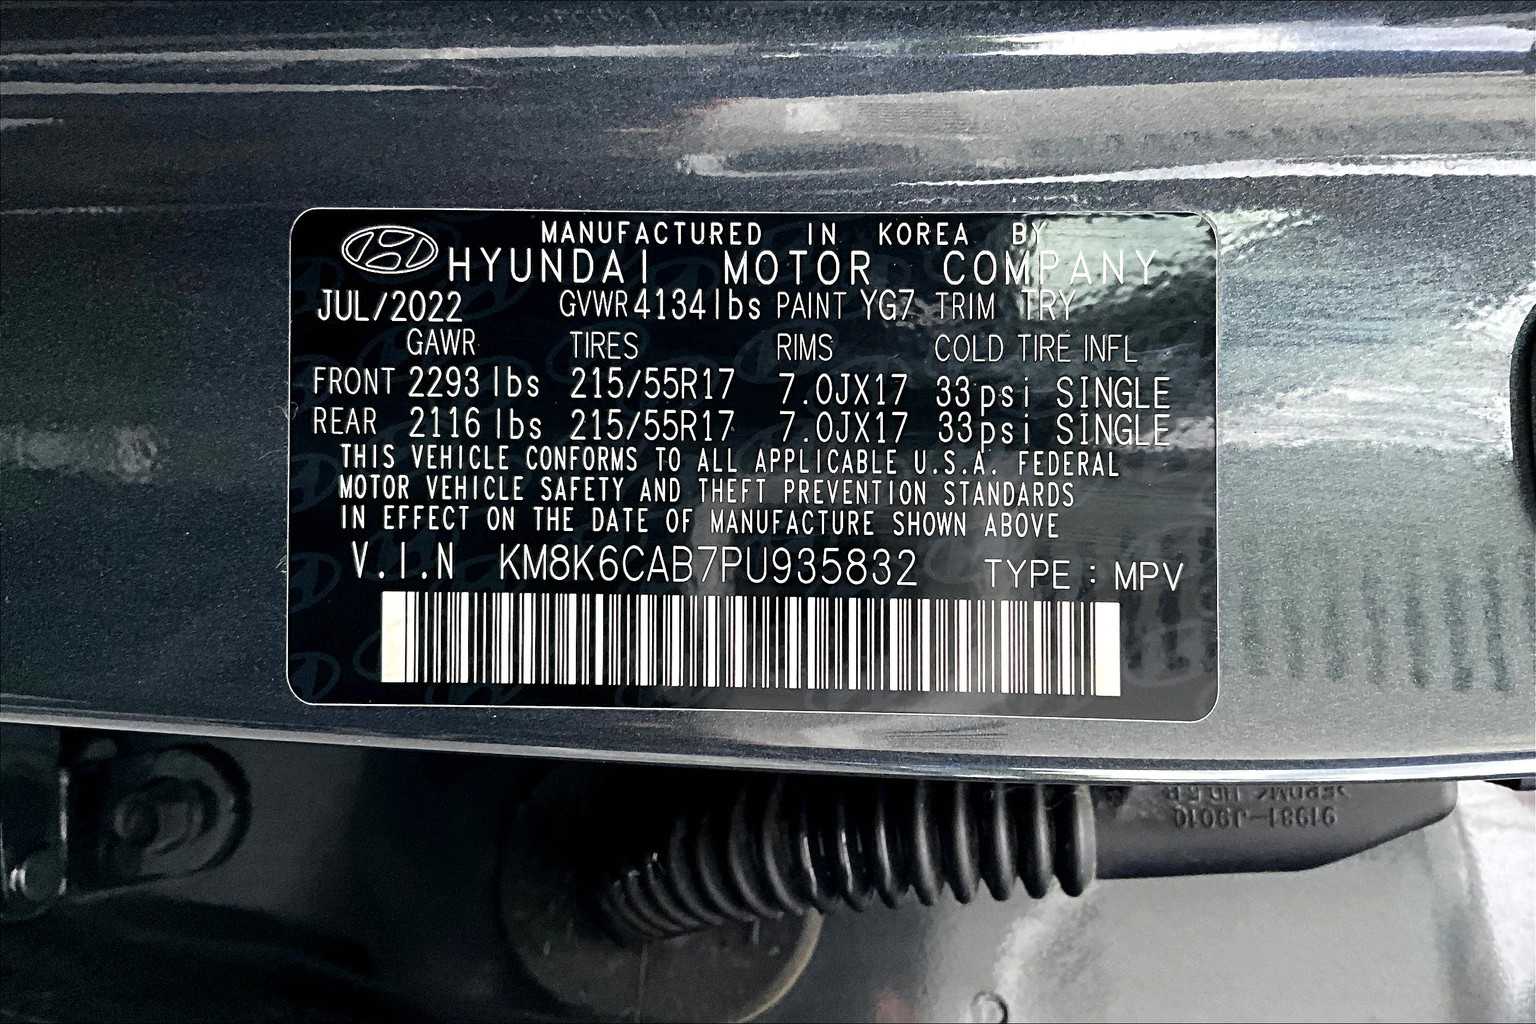 MANUFACTURED IN KOREA BY
HYUNDAI MOTOR COMPANY
JUL/2022 GVWR 4134 lbs PAINT YG7 TRIM TRY
GAWR TIRES RIMS COLD TIRE INFL
FRONT 2293 lbs 215/55R17 7.0JX17 33psi SINGLE
REAR 2116 lbs 215/55R17 7.0JX17 33psi SINGLE
THIS VEHICLE CONFORMS TO ALL APPLICABLE U.S.A. FEDERAL
MOTOR VEHICLE SAFETY AND THEFT PREVENTION STANDARDS
IN EFFECT ON THE DATE OF MANUFACTURE SHOWN ABOVE
V.I.N KM8K6CAB7PU935832 TYPE : MPV
91981-J9010